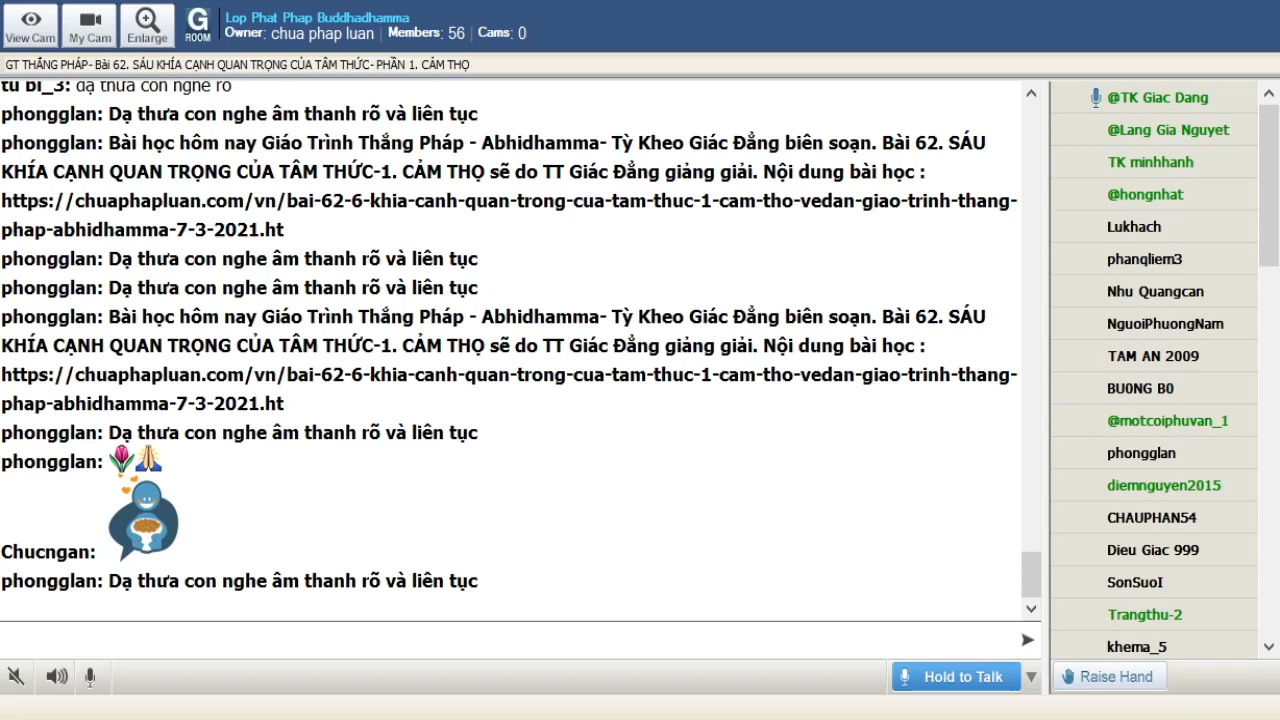 View Cam
My Cam
Enlarge
G
ROOM
Lop Phat Phap Buddhadhamma
Owner: chua phap luan | Members: 56 | Cams: 0
GT THẮNG PHÁP- Bài 62. SÁU KHÍA CẠNH QUAN TRỌNG CỦA TÂM THỨC- PHẦN 1. CẢM THỌ
tu bi_3: dạ thưa con nghe rõ
phongglan: Dạ thưa con nghe âm thanh rõ và liên tục
phongglan: Bài học hôm nay Giáo Trình Thắng Pháp - Abhidhamma- Tỳ Kheo Giác Đẳng biên soạn. Bài 62. SÁU
KHÍA CẠNH QUAN TRỌNG CỦA TÂM THỨC-1. CẢM THỌ sẽ do TT Giác Đẳng giảng giải. Nội dung bài học :
https://chuaphapluan.com/vn/bai-62-6-khia-canh-quan-trong-cua-tam-thuc-1-cam-tho-vedan-giao-trinh-thang-
phap-abhidhamma-7-3-2021.ht
phongglan: Dạ thưa con nghe âm thanh rõ và liên tục
phongglan: Dạ thưa con nghe âm thanh rõ và liên tục
phongglan: Bài học hôm nay Giáo Trình Thắng Pháp - Abhidhamma- Tỳ Kheo Giác Đẳng biên soạn. Bài 62. SÁU
KHÍA CẠNH QUAN TRỌNG CỦA TÂM THỨC-1. CẢM THỌ sẽ do TT Giác Đẳng giảng giải. Nội dung bài học :
https://chuaphapluan.com/vn/bai-62-6-khia-canh-quan-trong-cua-tam-thuc-1-cam-tho-vedan-giao-trinh-thang-
phap-abhidhamma-7-3-2021.ht
phongglan: Dạ thưa con nghe âm thanh rõ và liên tục
phongglan: 🌷🙏
Chucngan:
phongglan: Dạ thưa con nghe âm thanh rõ và liên tục
@TK Giac Dang
@Lang Gia Nguyet
TK minhhanh
@hongnhat
Lukhach
phanqliem3
Nhu Quangcan
NguoiPhuongNam
TAM AN 2009
BU0NG B0
@motcoiphuvan_1
phongglan
diemnguyen2015
CHAUPHAN54
Dieu Giac 999
SonSuoI
Trangthu-2
khema_5
Hold to Talk
Raise Hand